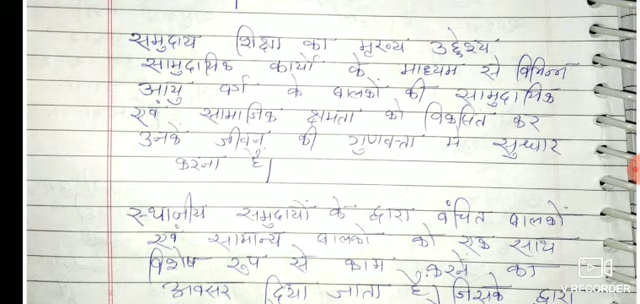 समुदाय शिक्षा का मुख्य उद्देश्य
सामुदायिक कार्यो के माध्यम से विभिन्न
आयु वर्ग के बालकों की सामुदायिक
एवं सामाजिक क्षमता को विकसित कर
उनके जीवन की गुणवत्ता में सुधार
करना है|
स्थानीय समुदायों के द्वारा वंचित बालकों
एवं सामान्य बालकों को एक साथ
विशेष रूप से काम करने का
अवसर दिया जाता है| जिसके द्वा
V.RECORDER